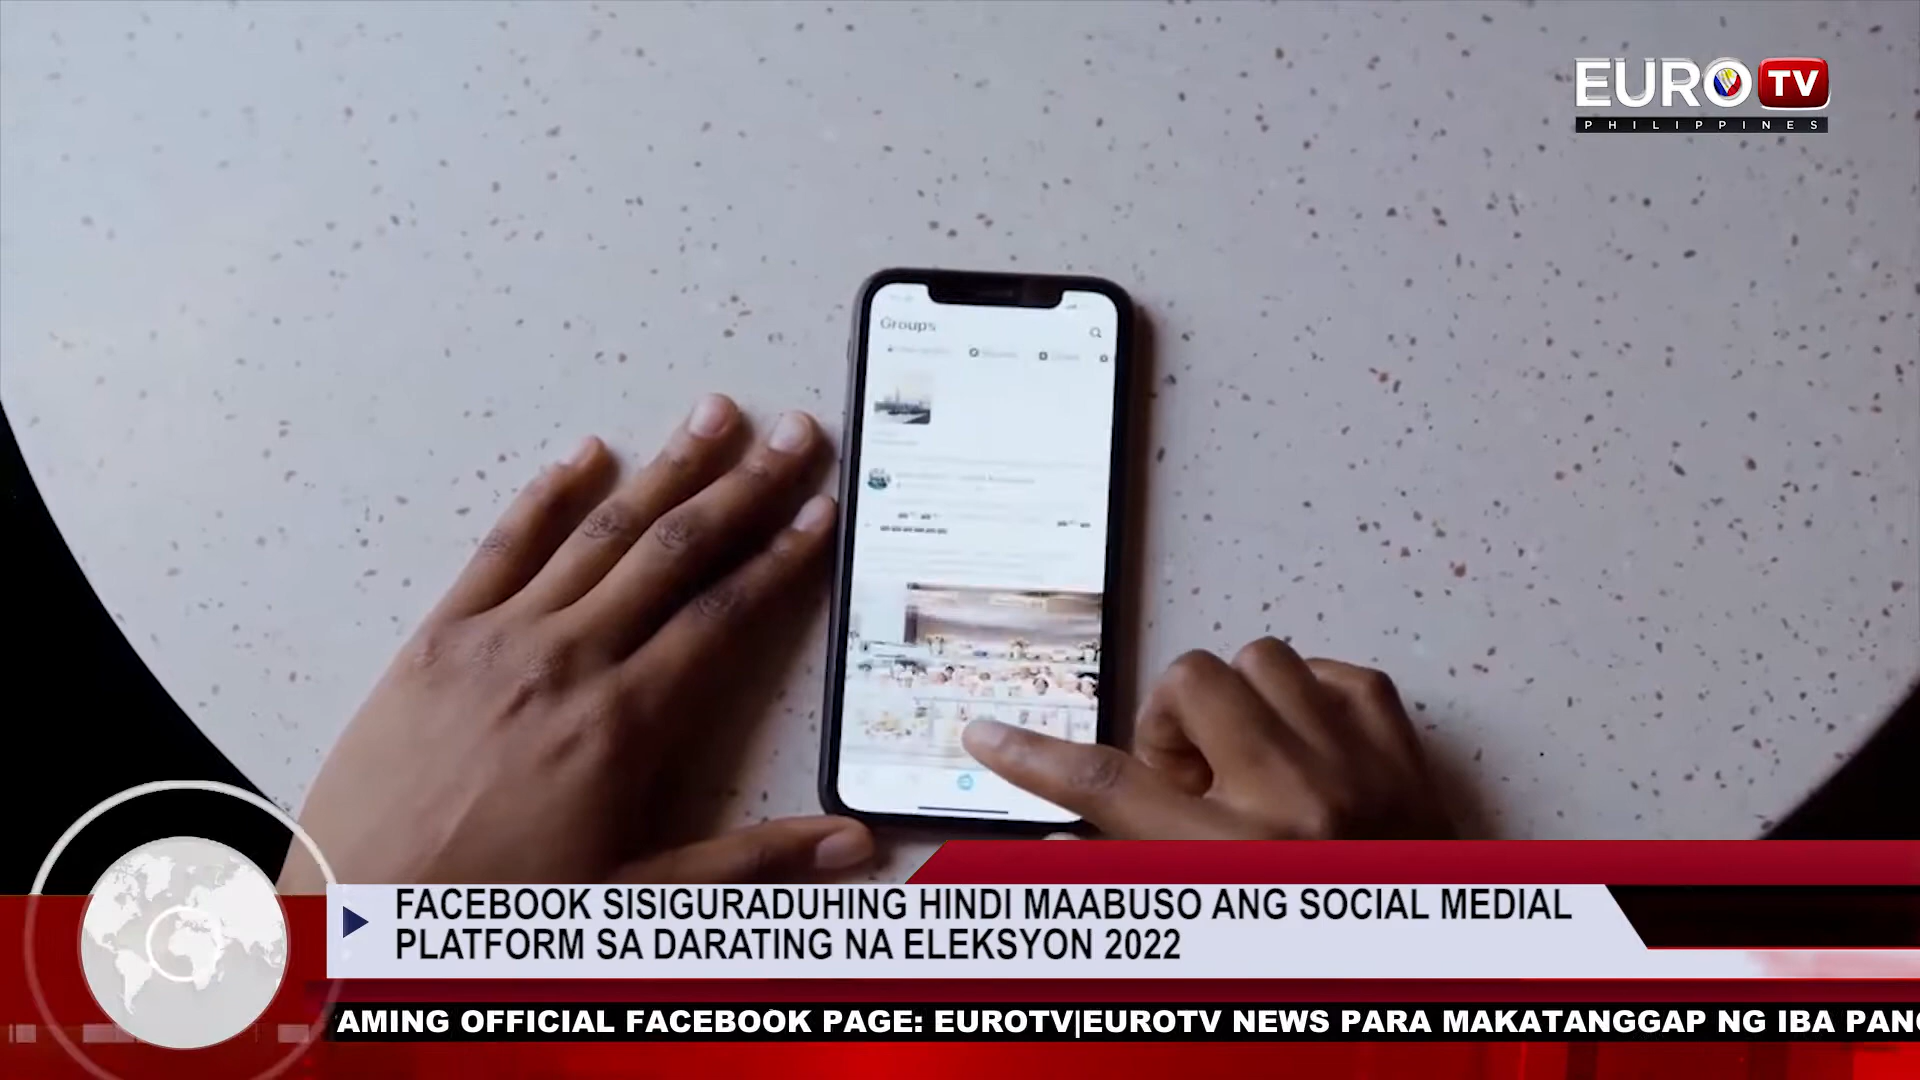 EURO TV
PHILIPPINES
Groups
FACEBOOK SISIGURADUHING HINDI MAABUSO ANG SOCIAL MEDIAL
PLATFORM SA DARATING NA ELEKSYON 2022
AMING OFFICIAL FACEBOOK PAGE: EUROTV|EUROTV NEWS PARA MAKATANGGAP NG IBA PANG